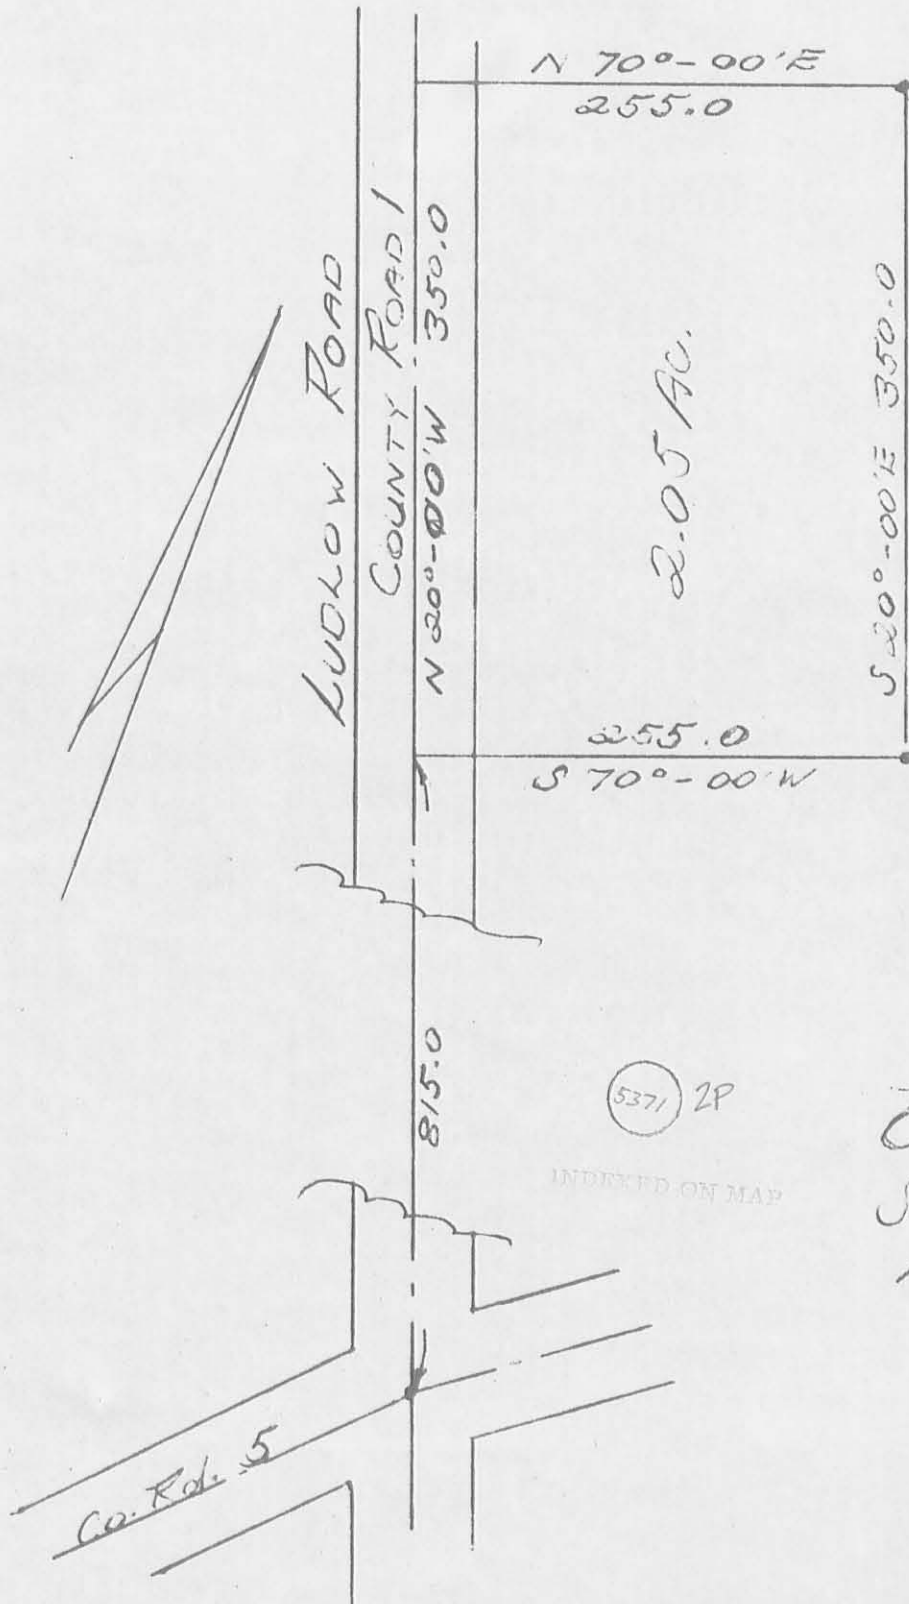 N 70°-00'E
255.0
LUDLOW ROAD
COUNTY ROAD 1
N 20°-00'W 350.0
2.05 AC.
S 20°-00'E 350.0
255.0
S 70°-00'W
815.0
5371 2P
INDEXED ON MAP
Co. Rd. 5